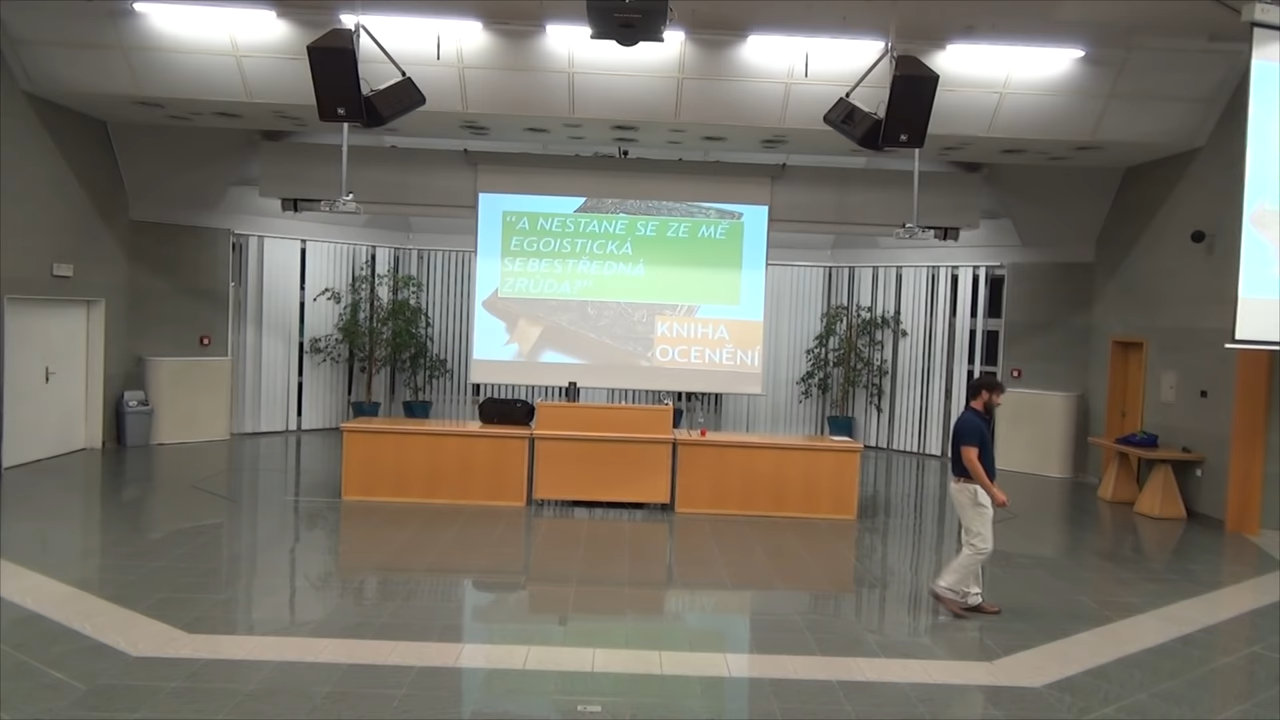 “A NESTANE SE ZE MĚ
EGOISTICKÁ
SEBESTŘEDNÁ
ZRŮDA?”
KNIHA
OCENĚNÍ